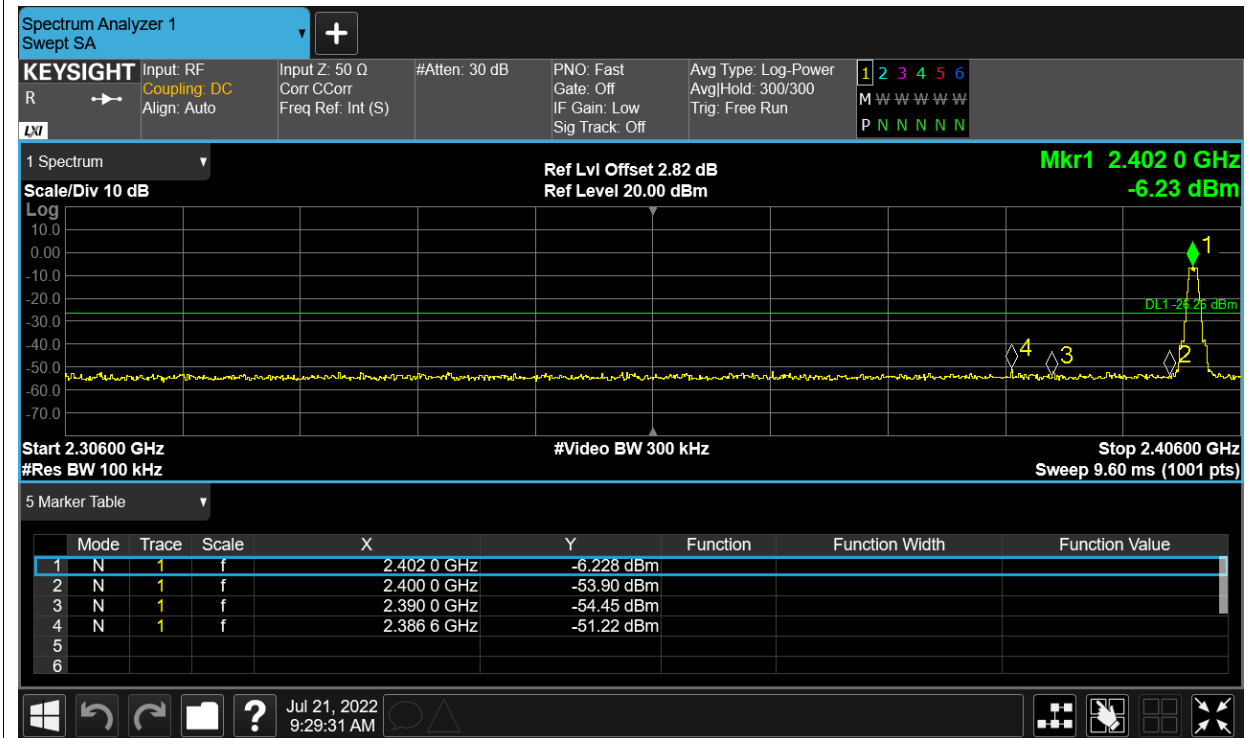 Spectrum Analyzer 1
Swept SA
+
KEYSIGHT Input: RF Input Z: 50 Ω #Atten: 30 dB PNO: Fast Avg Type: Log-Power 1 2 3 4 5 6
R Coupling: DC Corr CCorr Gate: Off Avg|Hold: 300/300 M W W W W W
Align: Auto Freq Ref: Int (S) IF Gain: Low Trig: Free Run
LXI Sig Track: Off P N N N N N
1 Spectrum Ref Lvl Offset 2.82 dB Mkr1 2.402 0 GHz
Scale/Div 10 dB Ref Level 20.00 dBm -6.23 dBm
Log
10.0
0.00 1
-10.0
-20.0 DL1 -26.26 dBm
-30.0
-40.0 4 3 2
-50.0
-60.0
-70.0
Start 2.30600 GHz #Video BW 300 kHz Stop 2.40600 GHz
#Res BW 100 kHz Sweep 9.60 ms (1001 pts)
5 Marker Table
Mode Trace Scale X Y Function Function Width Function Value
1 N 1 f 2.402 0 GHz -6.228 dBm
2 N 1 f 2.400 0 GHz -53.90 dBm
3 N 1 f 2.390 0 GHz -54.45 dBm
4 N 1 f 2.386 6 GHz -51.22 dBm
5
6
? Jul 21, 2022
9:29:31 AM